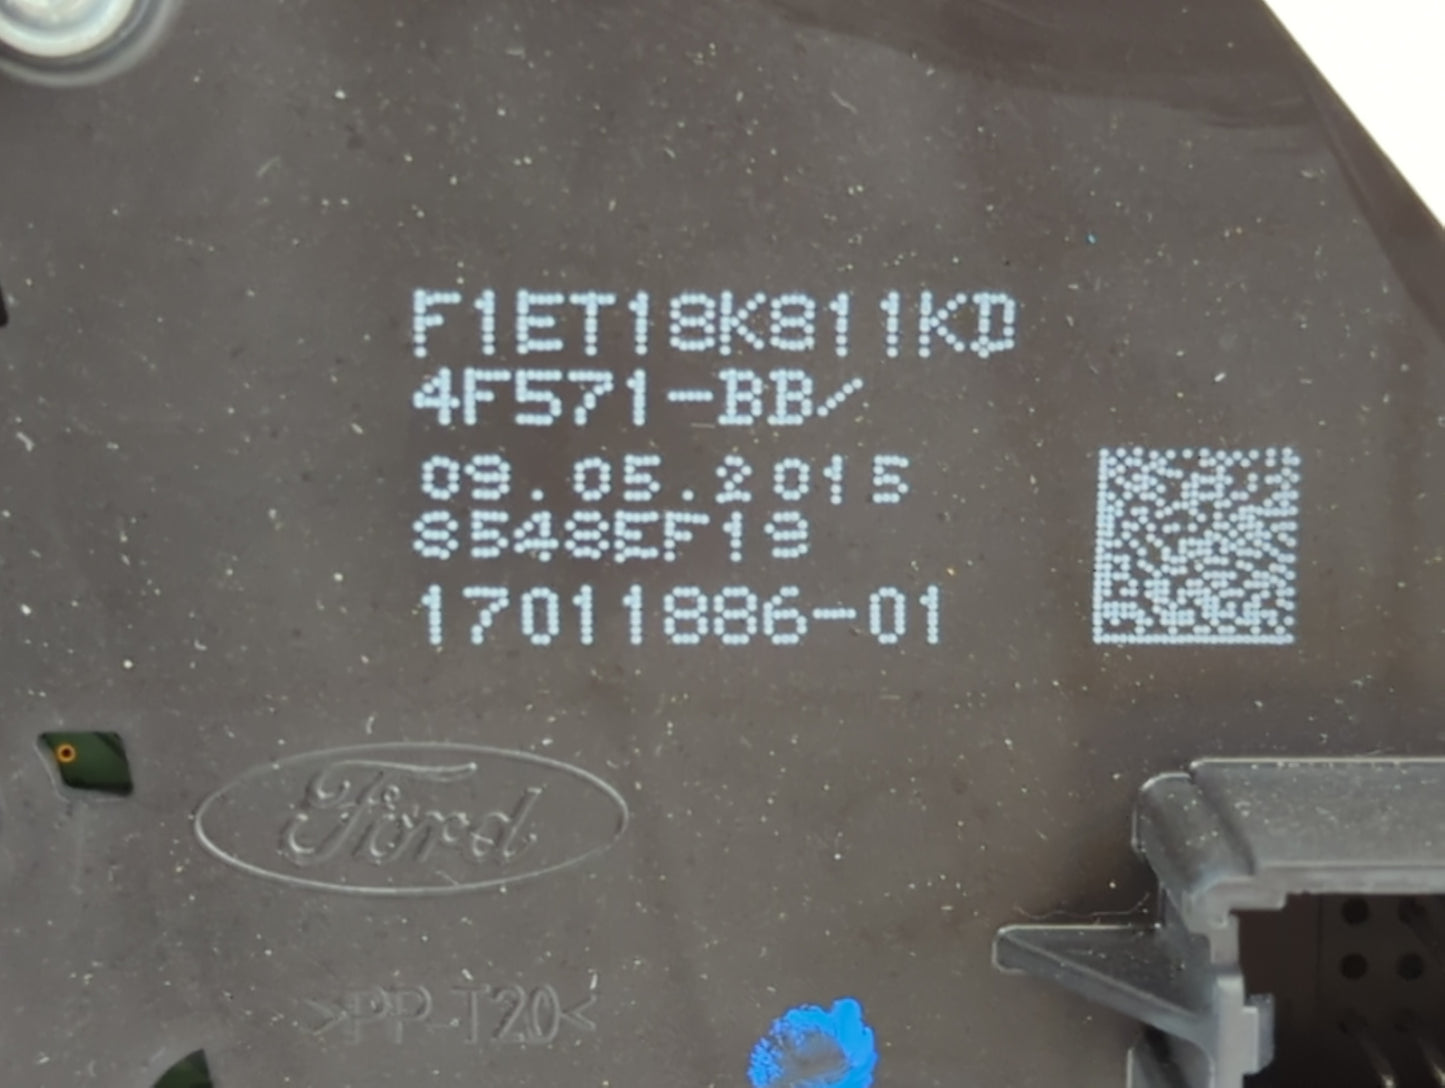 F1ET18K811KD
4F571-BB/
09.05.2015
8548EF19
17011886-01
Ford
>PP-T20<